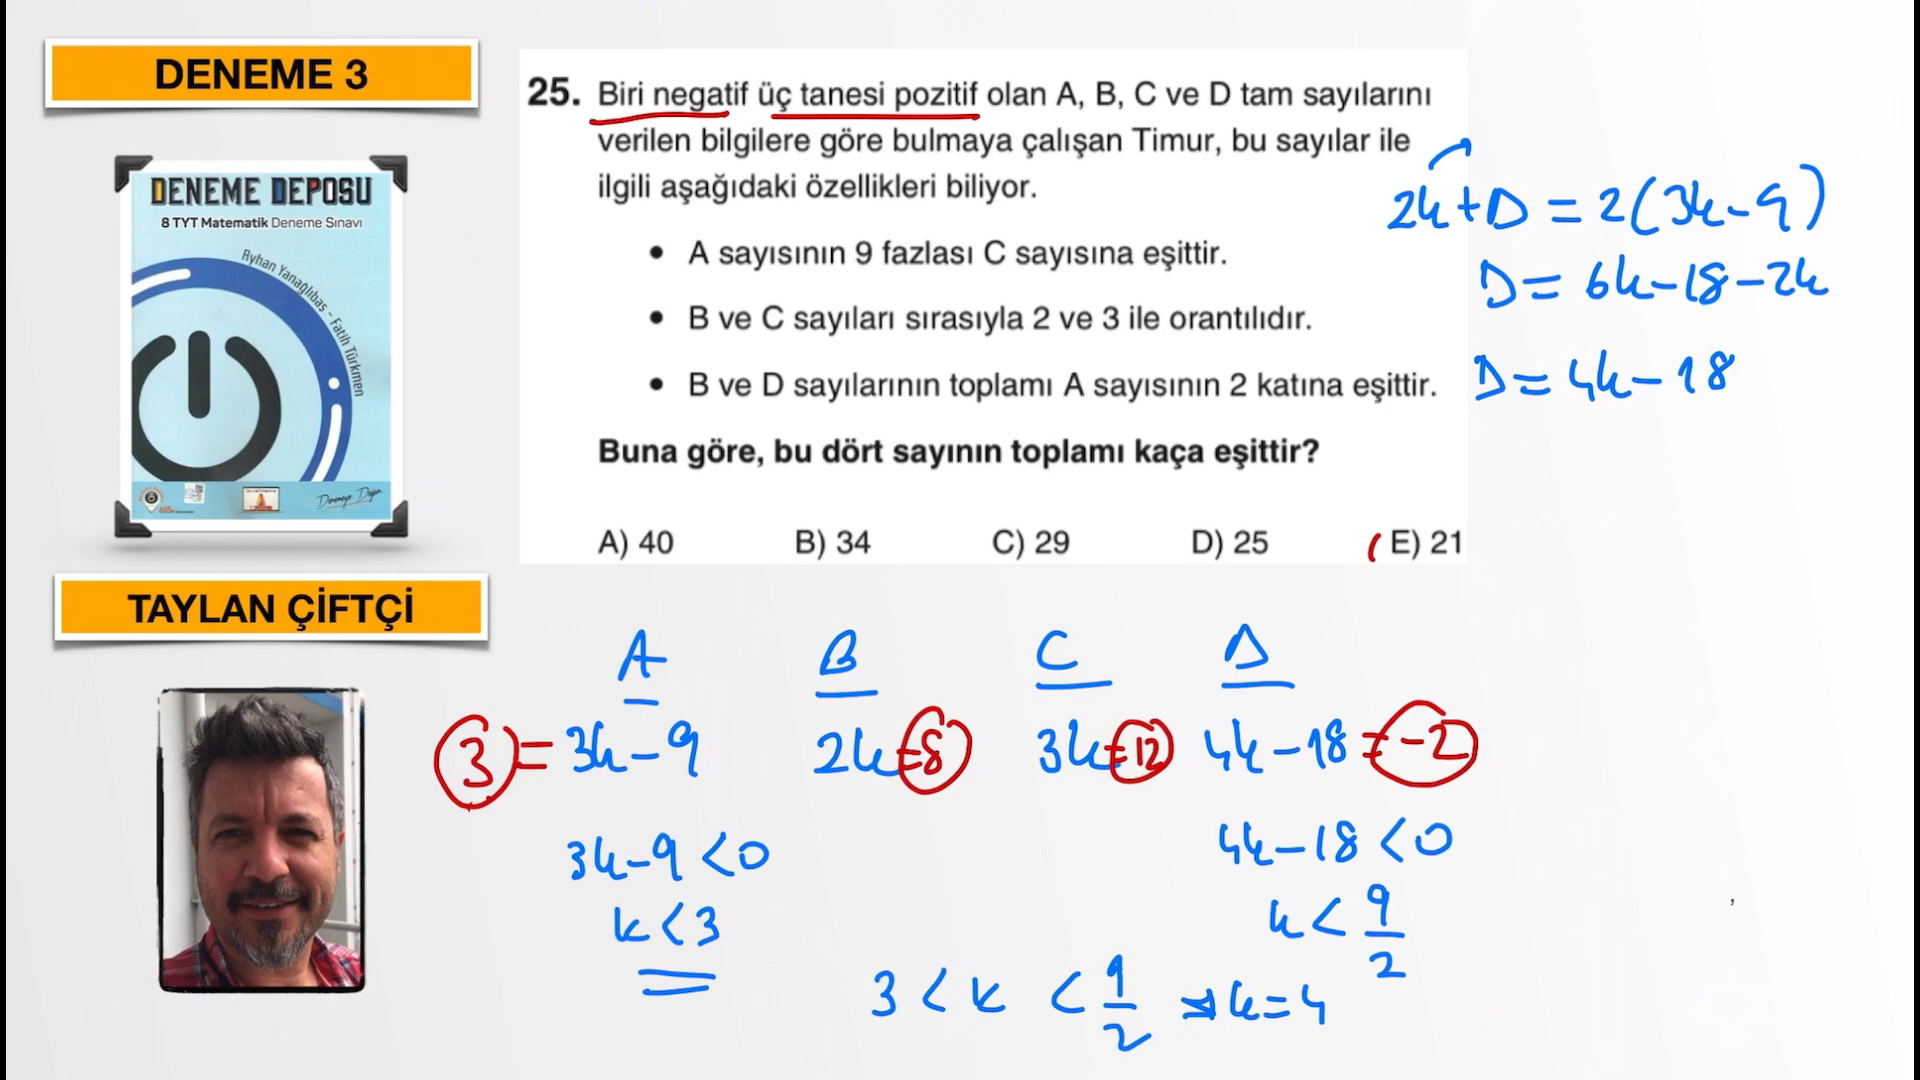 DENEME 3
DENEME DEPOSU
8 TYT Matematik Deneme Sınavı
Ayhan Yanağlıbaş - Fatih Türkmen
Denemeye Değer
TAYLAN ÇİFTÇİ
25. Biri negatif üç tanesi pozitif olan A, B, C ve D tam sayılarını
verilen bilgilere göre bulmaya çalışan Timur, bu sayılar ile
ilgili aşağıdaki özellikleri biliyor.
• A sayısının 9 fazlası C sayısına eşittir.
• B ve C sayıları sırasıyla 2 ve 3 ile orantılıdır.
• B ve D sayılarının toplamı A sayısının 2 katına eşittir.
Buna göre, bu dört sayının toplamı kaça eşittir?
A) 40 B) 34 C) 29 D) 25 E) 21
2k+D = 2(3k-9)
D = 6k-18-2k
D = 4k-18
A B C D
3 = 3k-9 2k=8 3k=12 4k-18=-2
3k-9<0 4k-18<0
k<3 k<9/2
3<k<9/2 → k=4